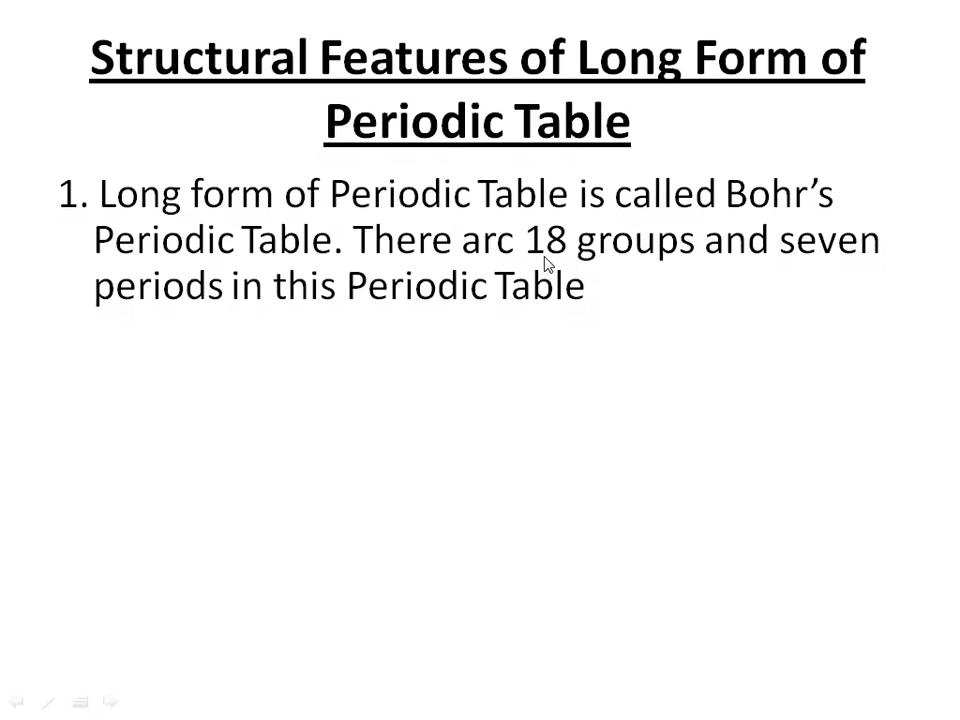 Structural Features of Long Form of
Periodic Table
1. Long form of Periodic Table is called Bohr’s
Periodic Table. There arc 18 groups and seven
periods in this Periodic Table